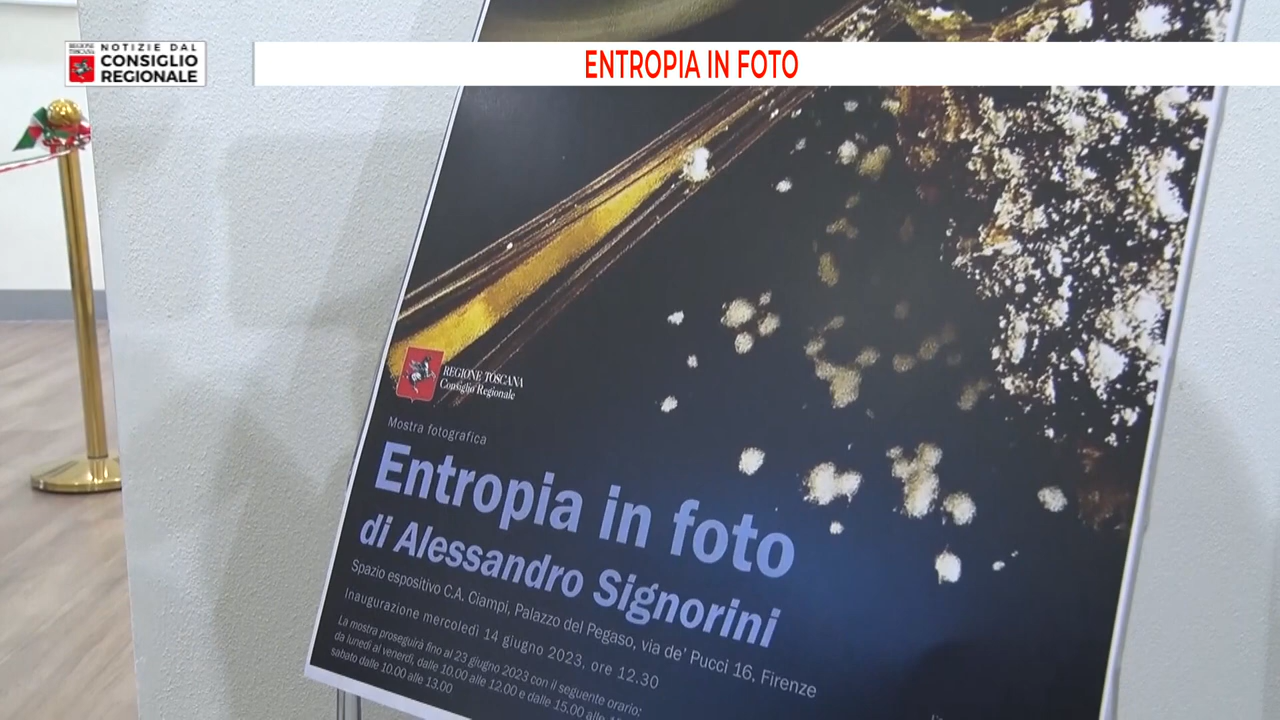 REGIONE TOSCANA
NOTIZIE DAL
CONSIGLIO
REGIONALE
ENTROPIA IN FOTO
REGIONE TOSCANA
Consiglio Regionale
Mostra fotografica
Entropia in foto
di Alessandro Signorini
Spazio espositivo C.A. Ciampi, Palazzo del Pegaso, via de' Pucci 16. Firenze
Inaugurazione mercoledì 14 giugno 2023, ore 12.30
La mostra proseguirà fino al 23 giugno 2023 con il seguente orario:
da lunedì al venerdì, dalle 10.00 alle 12.00 e dalle 15.00 alle
sabato dalle 10.00 alle 13.00